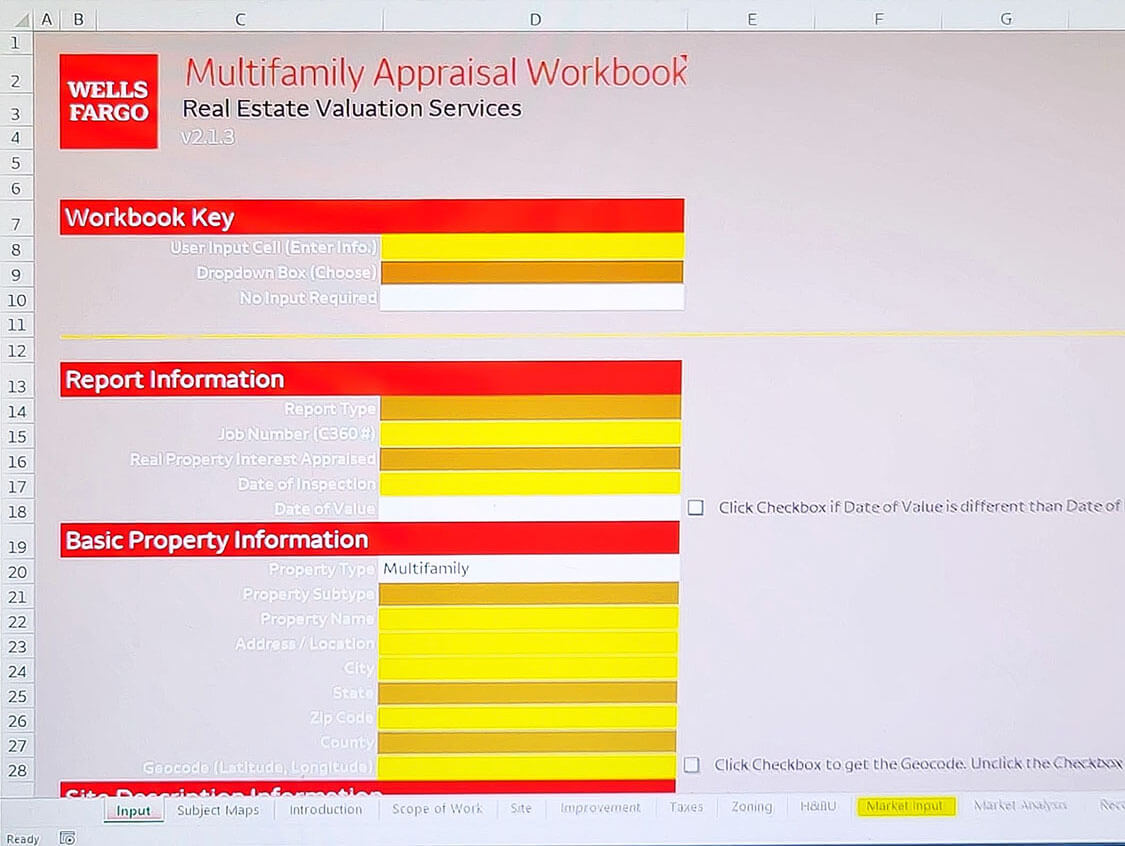 A B C D E F G
1
WELLS FARGO
2 Multifamily Appraisal Workbook
3 Real Estate Valuation Services
4 v2.1.3
5
6
7 Workbook Key
8 User Input Cell (Enter Info.)
9 Dropdown Box (Choose)
10 No Input Required
11
12
13 Report Information
14 Report Type
15 Job Number (C360 #)
16 Real Property Interest Appraised
17 Date of Inspection
18 Date of Value Click Checkbox if Date of Value is different than Date of
19 Basic Property Information
20 Property Type Multifamily
21 Property Subtype
22 Property Name
23 Address / Location
24 City
25 State
26 Zip Code
27 County
28 Geocode (Latitude, Longitude) Click Checkbox to get the Geocode. Unclick the Checkbox
Site Description Information
Input Subject Maps Introduction Scope of Work Site Improvement Taxes Zoning H&BU Market Input Market Analysis
Ready